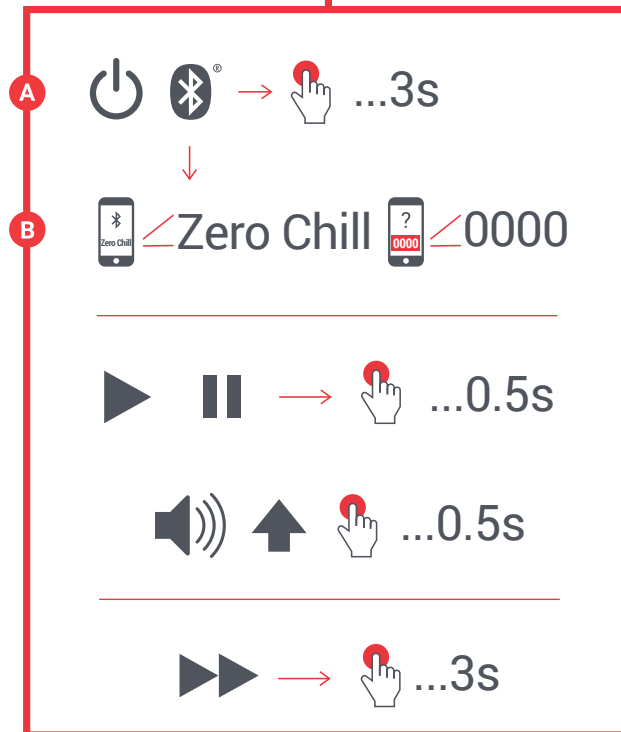 A ® ...3s
B Zero Chill Zero Chill ? 0000 0000
...0.5s
...0.5s
...3s